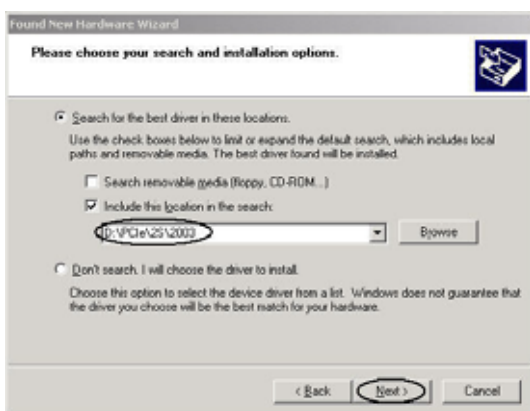 Found New Hardware Wizard
Please choose your search and installation options.
Search for the best driver in these locations.
Use the check boxes below to limit or expand the default search, which includes local
paths and removable media. The best driver found will be installed.
Search removable media (floppy, CD-ROM...)
Include this location in the search:
D:\PCIe\2S\2003
Browse
Don't search. I will choose the driver to install.
Choose this option to select the device driver from a list. Windows does not guarantee that
the driver you choose will be the best match for your hardware.
< Back
Next >
Cancel